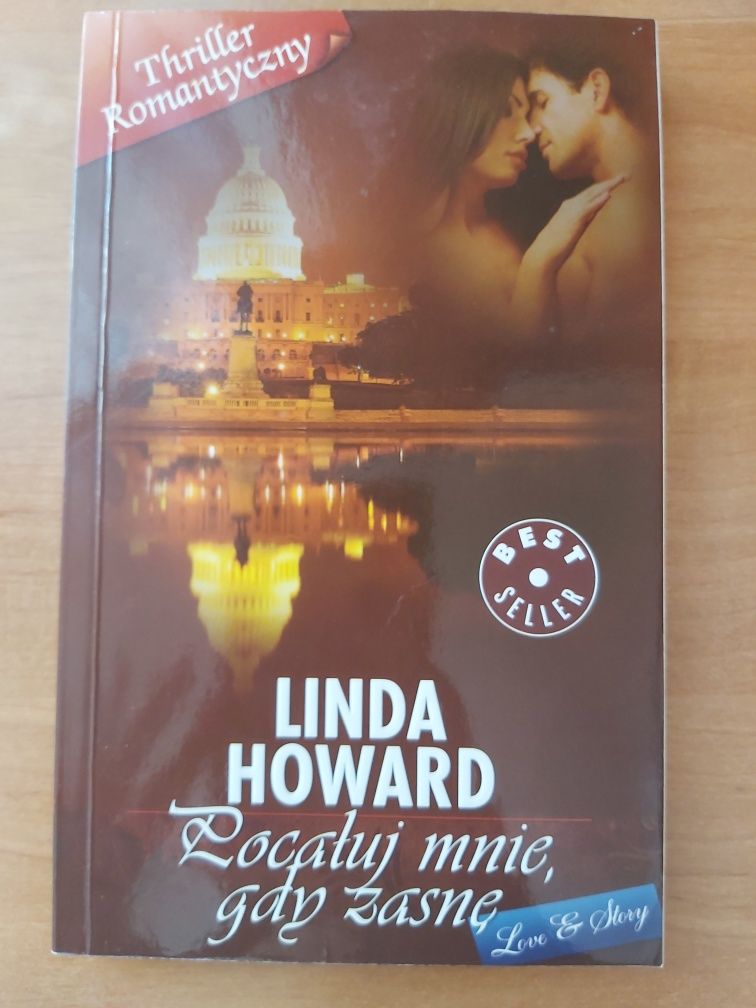 Thriller
Romantyczny
BEST
SELLER
LINDA
HOWARD
Pocałuj mnie,
gdy zasnę
Love & Story